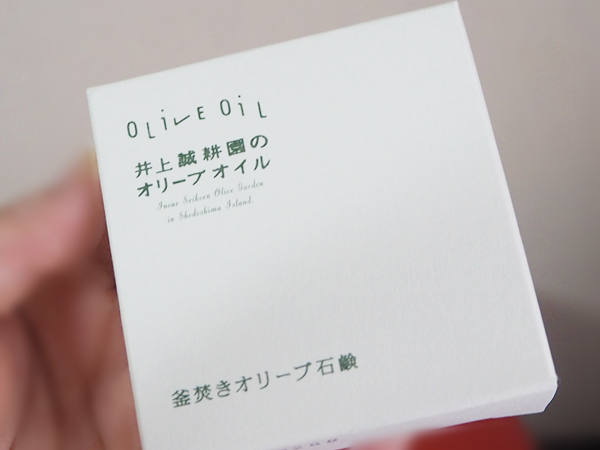 OLiVE OiL
井上誠耕園の
オリーブオイル
Inoue Seikoen Olive Garden
in Shodoshima Island.
釜焚きオリーブ石鹸